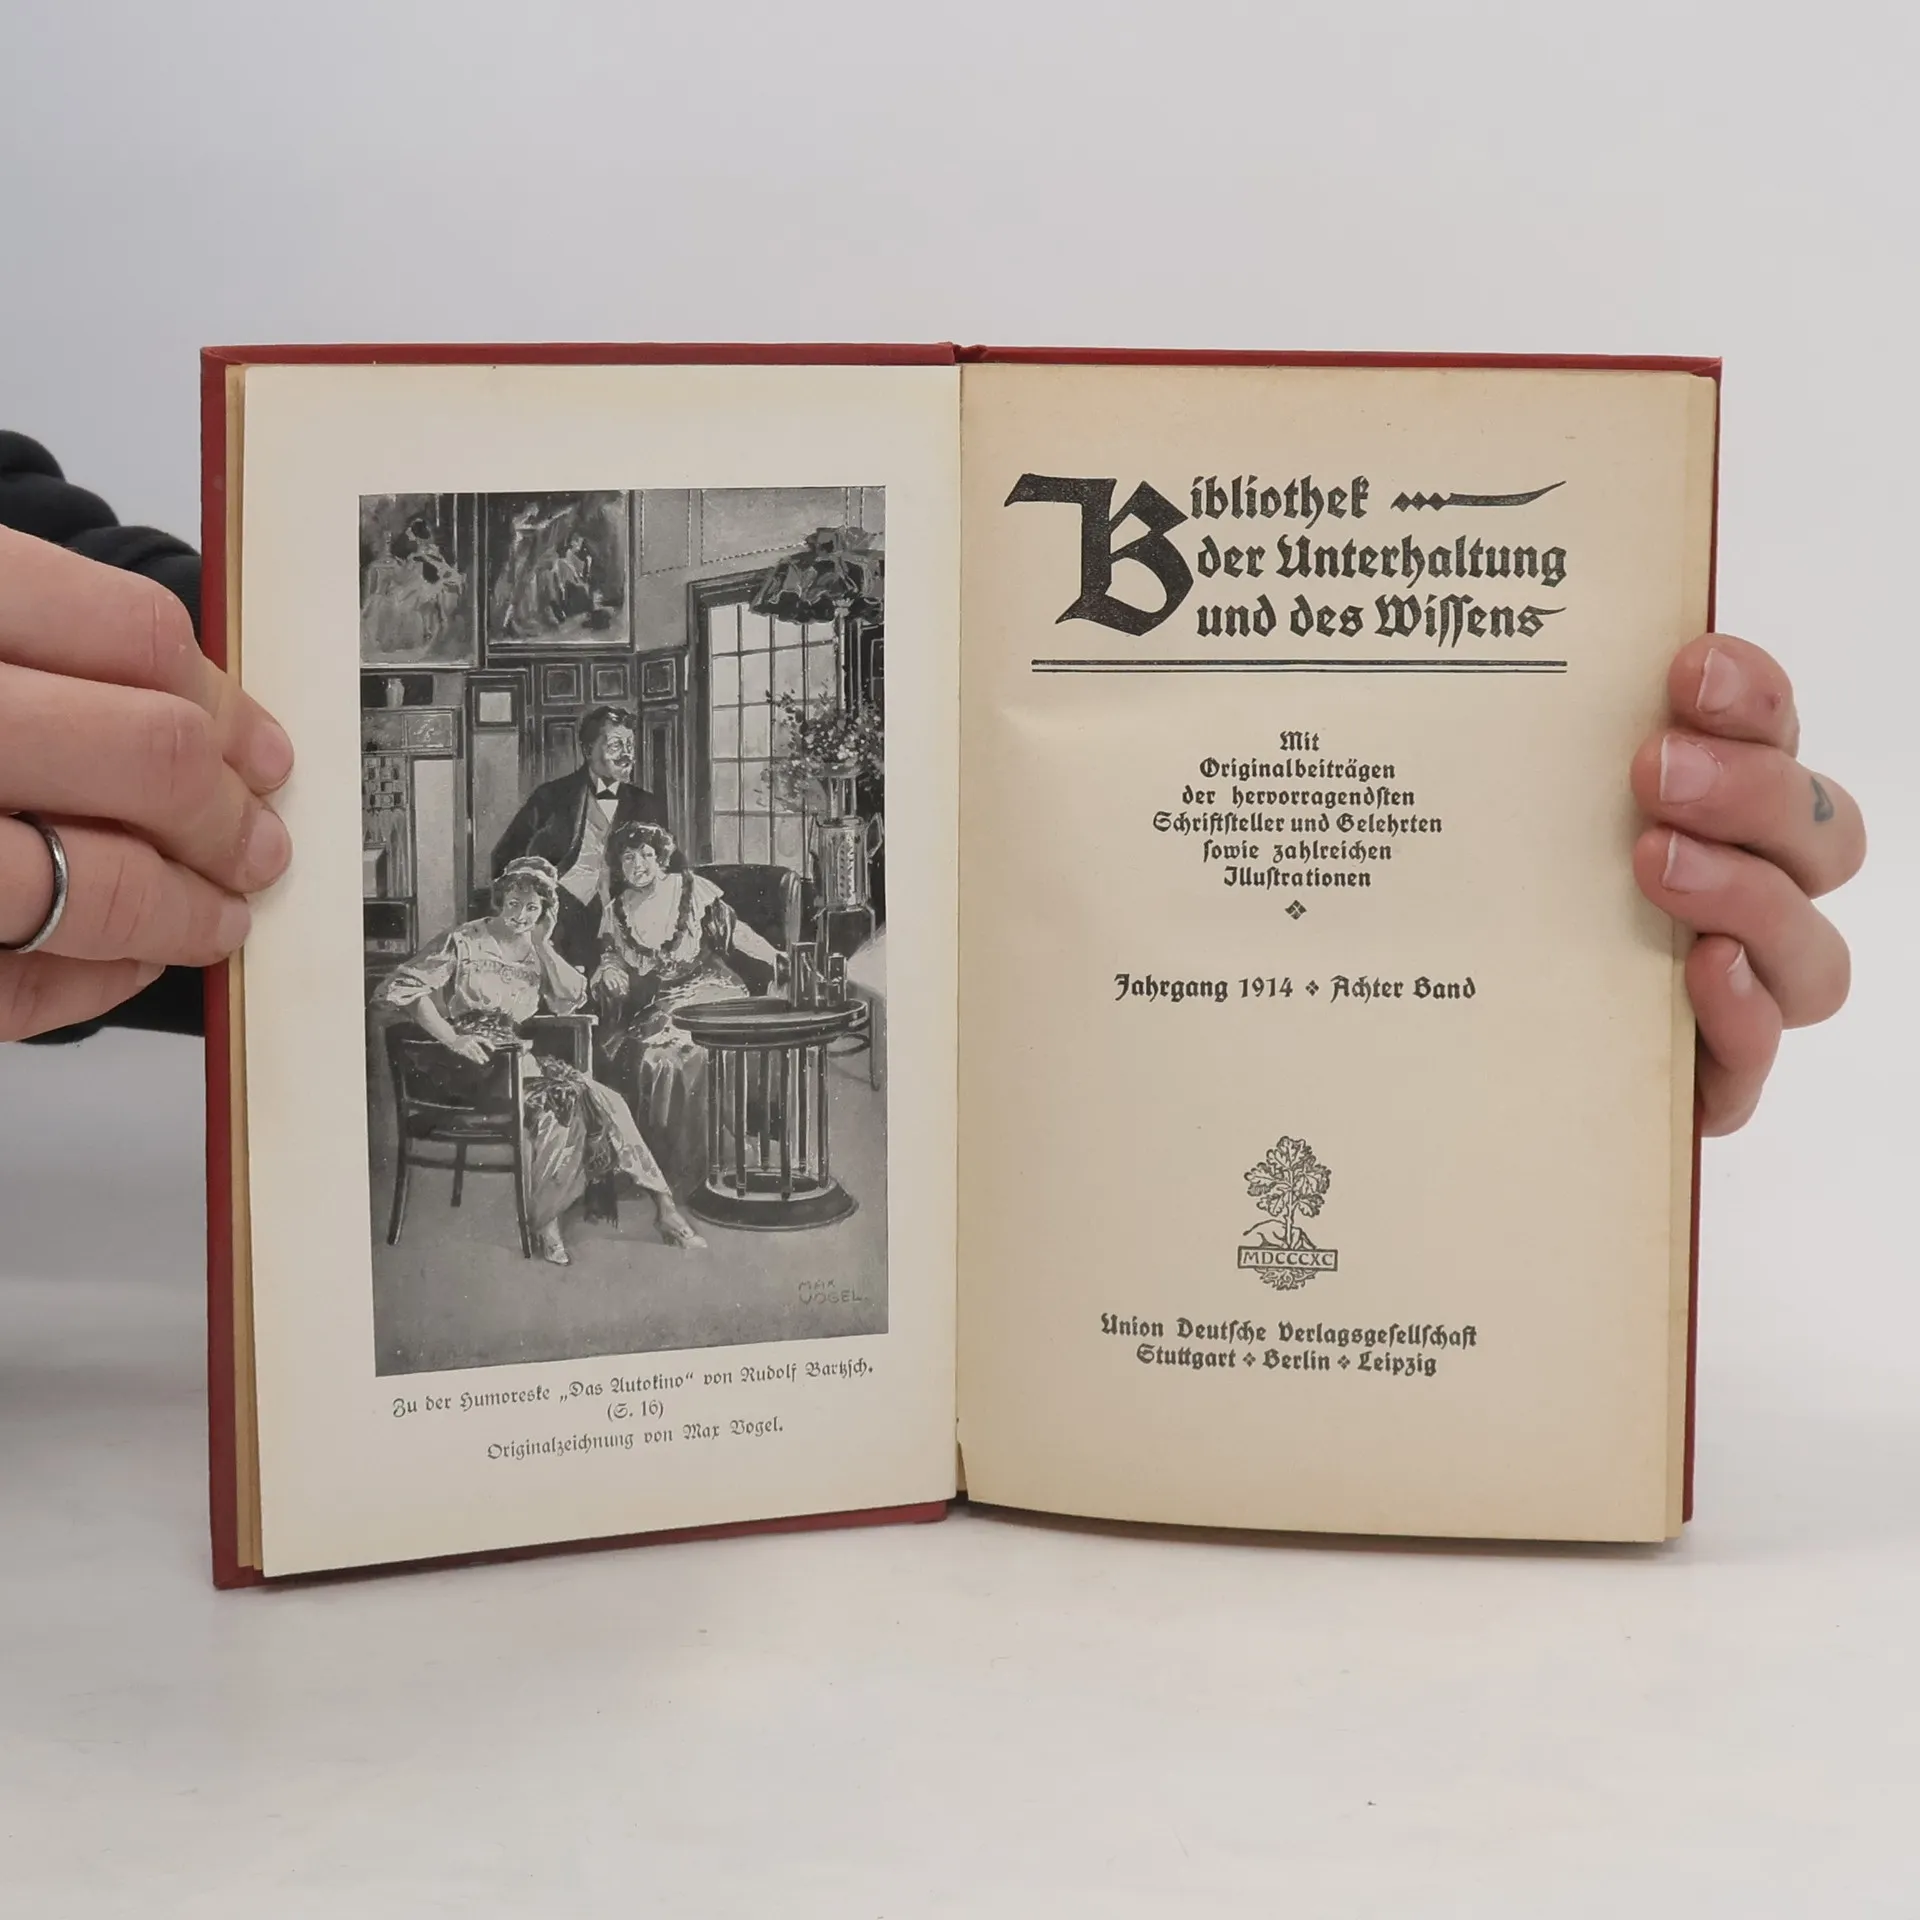 MAX
VOGEL.
Zu der Humoreske „Das Autokino“ von Rudolf Bartzsch.
(S. 16)
Originalzeichnung von Max Vogel.
Bibliothek
der Unterhaltung
und des Wissens
Mit
Originalbeiträgen
der hervorragendsten
Schriftsteller und Gelehrten
sowie zahlreichen
Illustrationen
Jahrgang 1914 ❖ Achter Band
MDCCCXC
Union Deutsche Verlagsgesellschaft
Stuttgart ❖ Berlin ❖ Leipzig